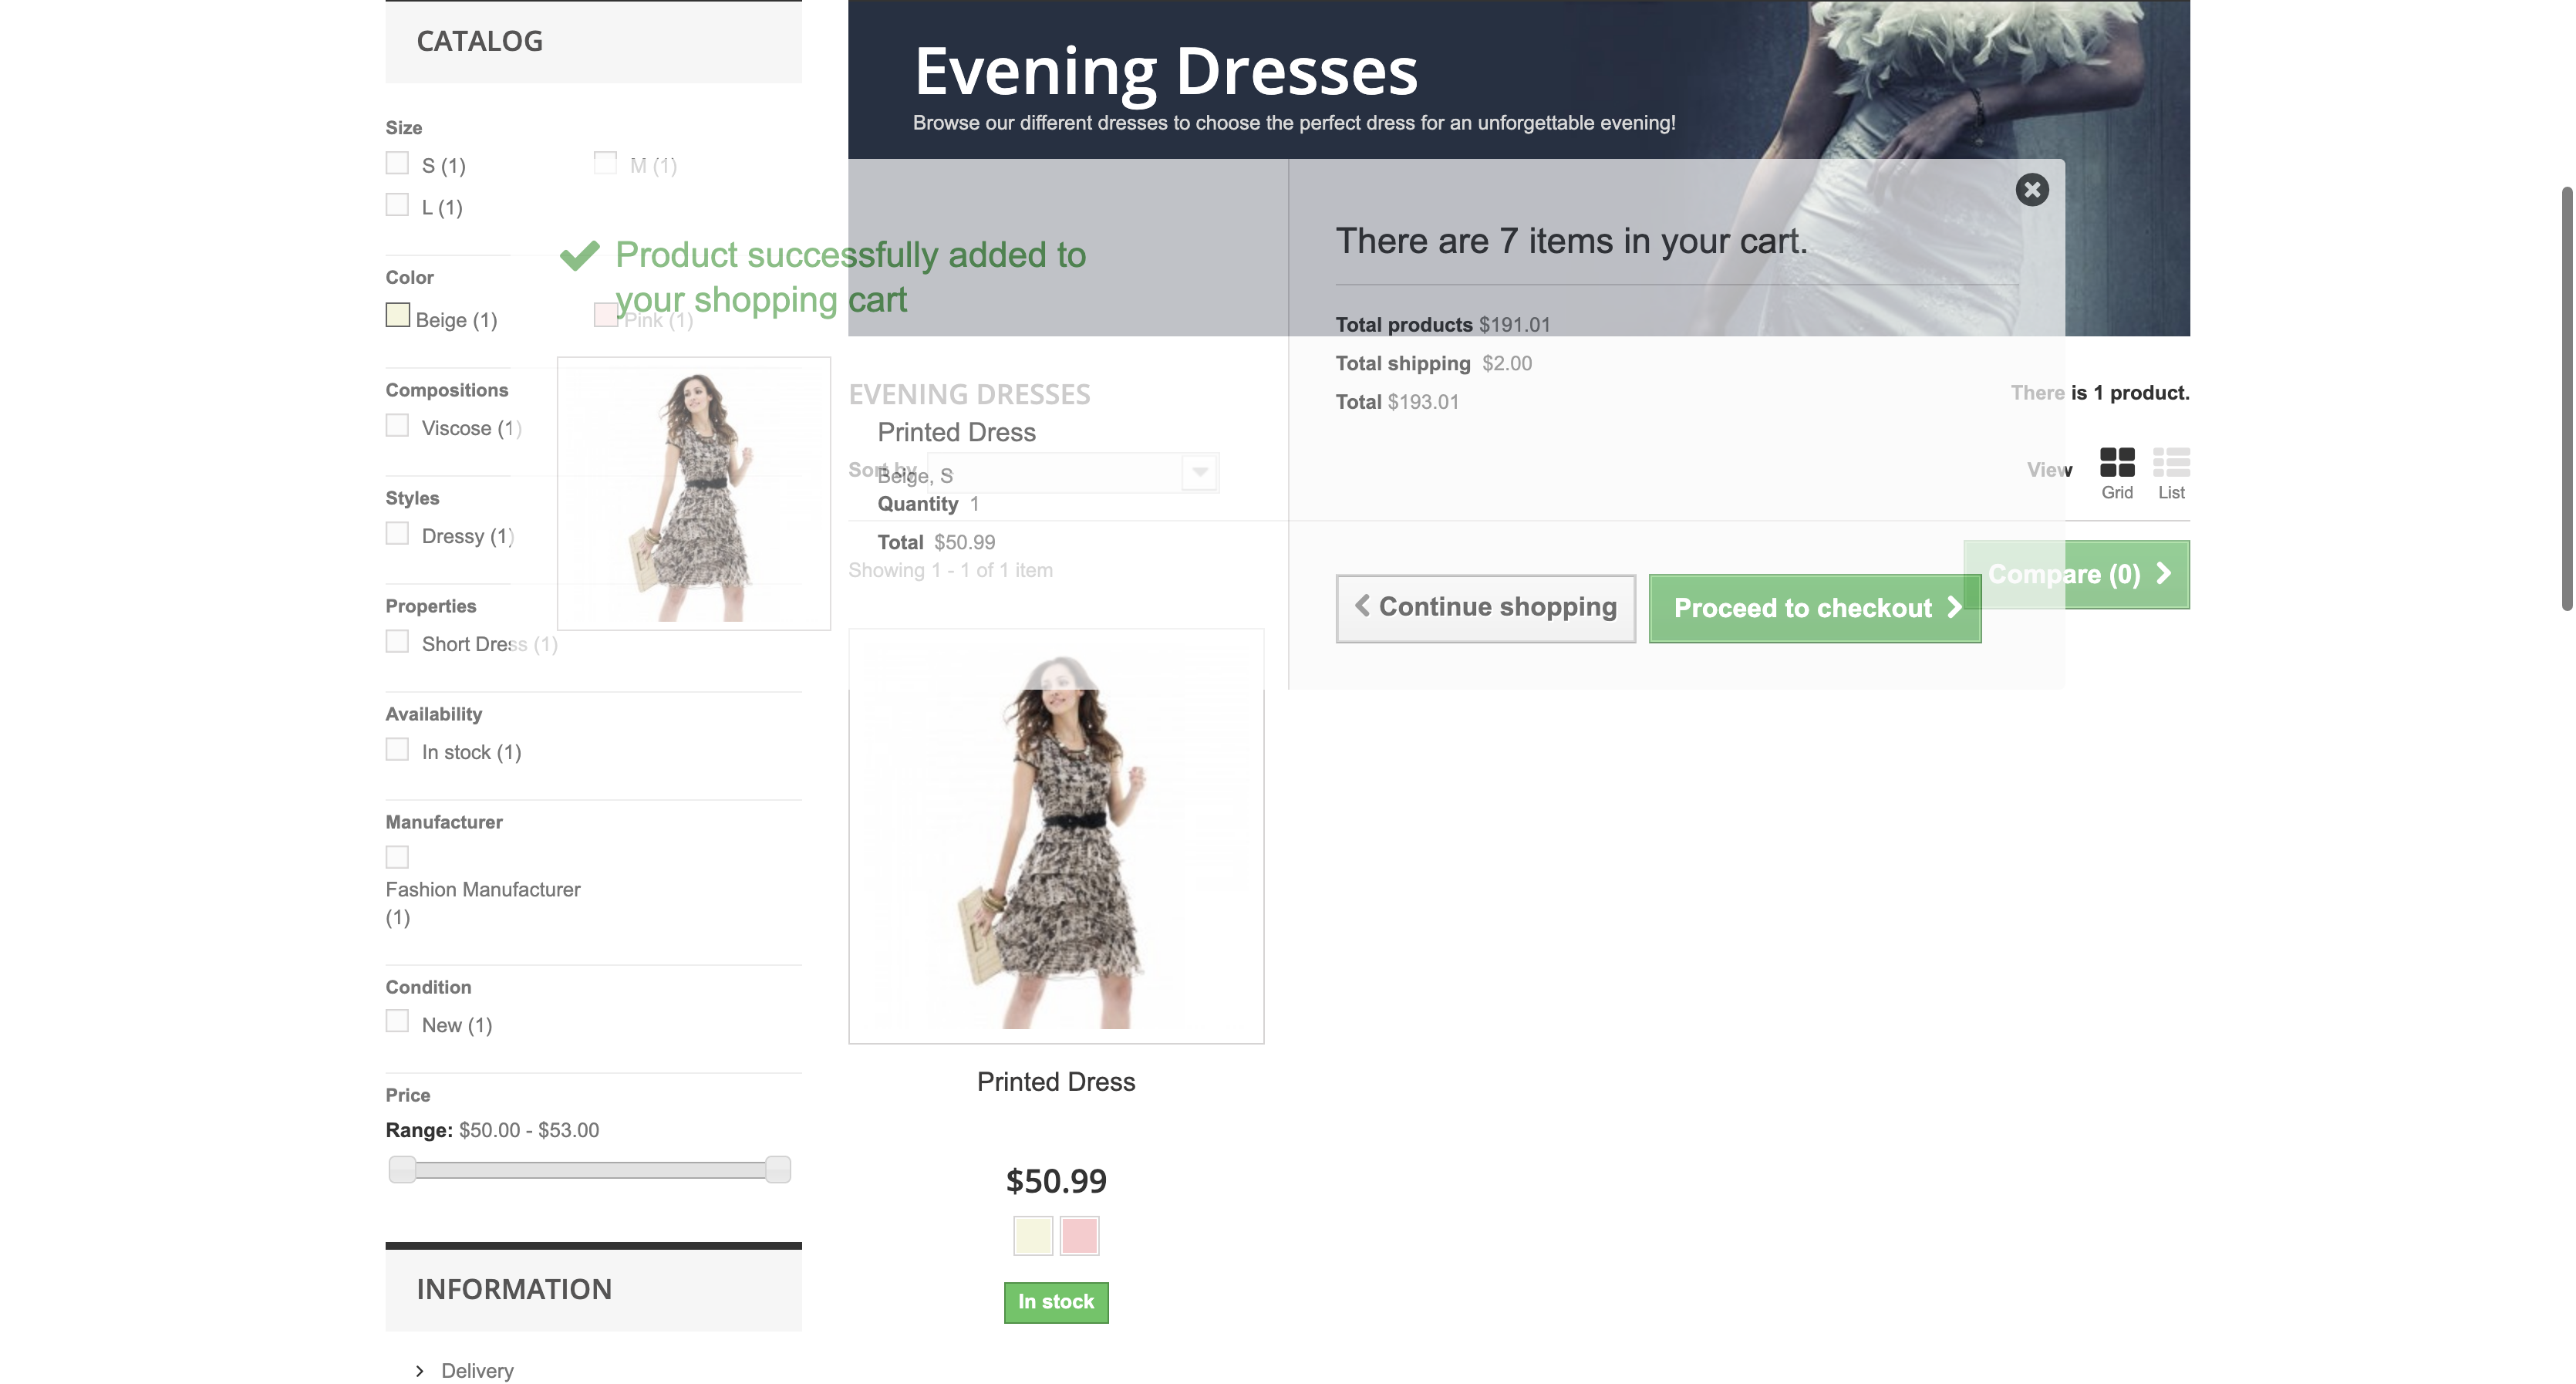 CATALOG
Size
S (1)
M (1)
L (1)
Color
Beige (1)
Pink (1)
Compositions
Viscose (1)
Styles
Dressy (1)
Properties
Short Dress (1)
Availability
In stock (1)
Manufacturer
Fashion Manufacturer
(1)
Condition
New (1)
Price
Range: $50.00 - $53.00
INFORMATION
Delivery
Evening Dresses
Browse our different dresses to choose the perfect dress for an unforgettable evening!
Product successfully added to
your shopping cart
Printed Dress
Beige, S
Quantity 1
Total $50.99
There are 7 items in your cart.
Total products $191.01
Total shipping $2.00
Total $193.01
Continue shopping
Proceed to checkout
EVENING DRESSES
There is 1 product.
Sort by
View
Grid
List
Showing 1 - 1 of 1 item
Compare (0)
Printed Dress
$50.99
In stock